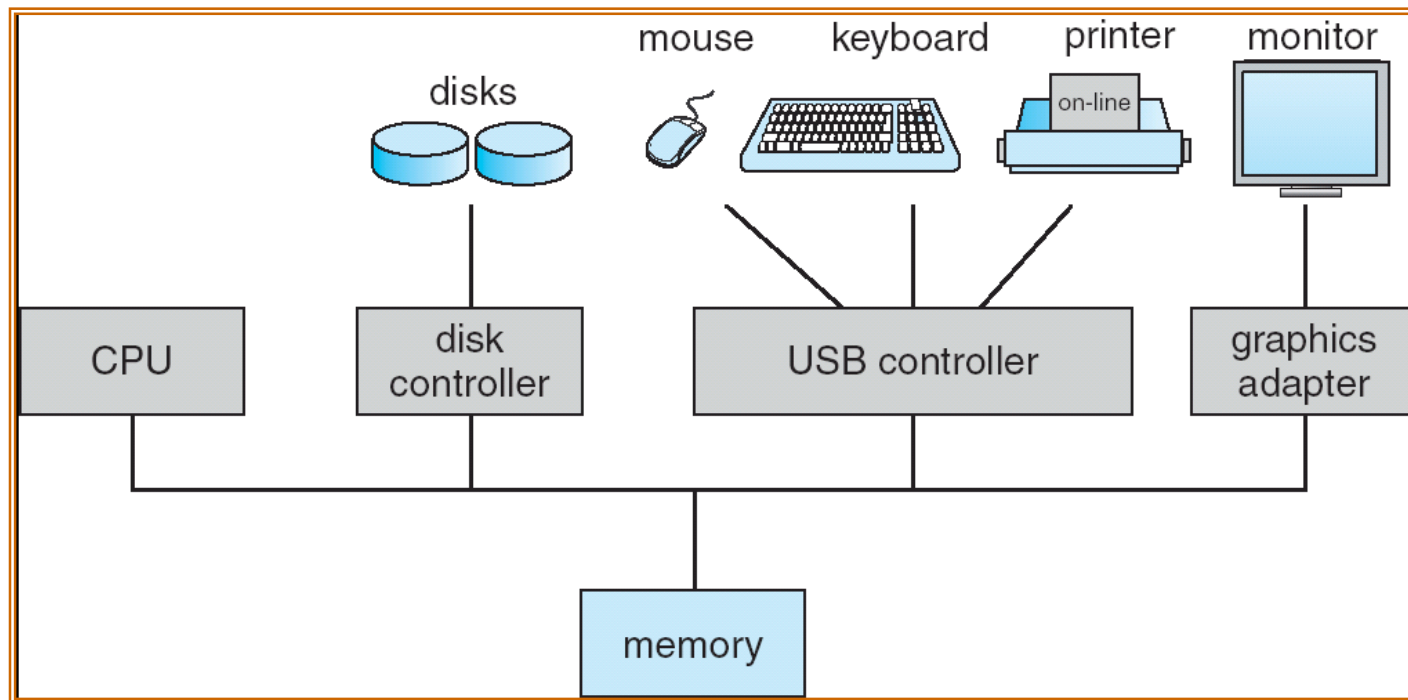 mouse
keyboard
printer
monitor
disks
on-line
CPU
disk
controller
USB controller
graphics
adapter
memory